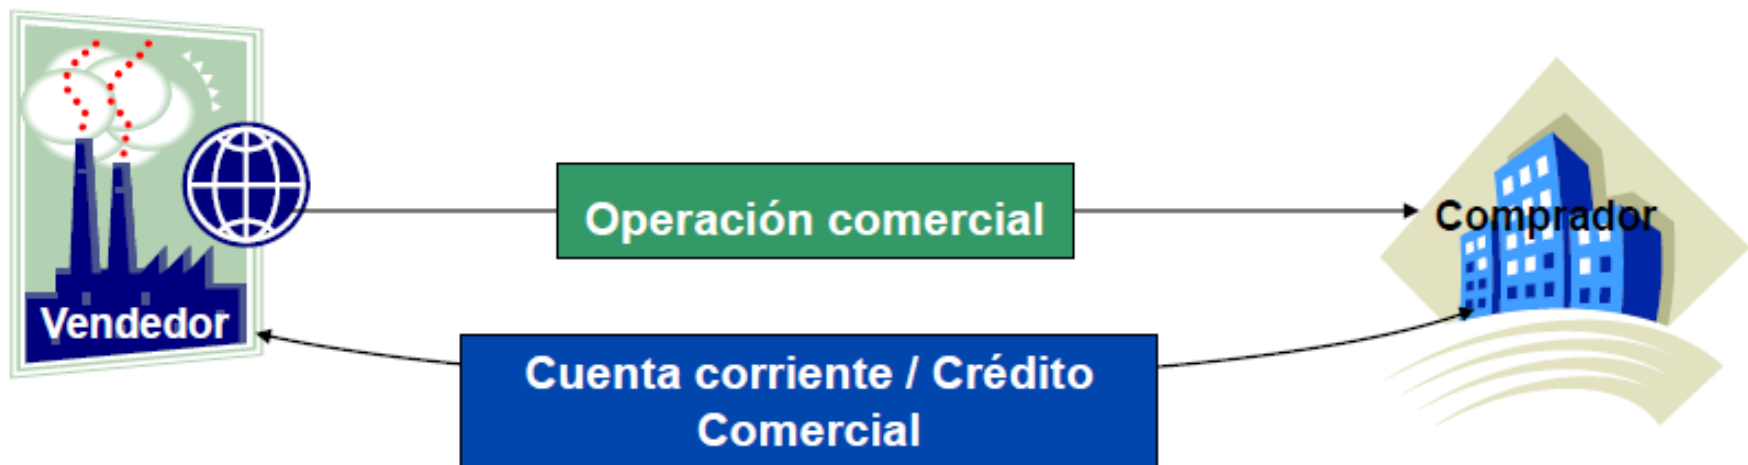 Operación comercial
Comprador
Vendedor
Cuenta corriente / Crédito
Comercial